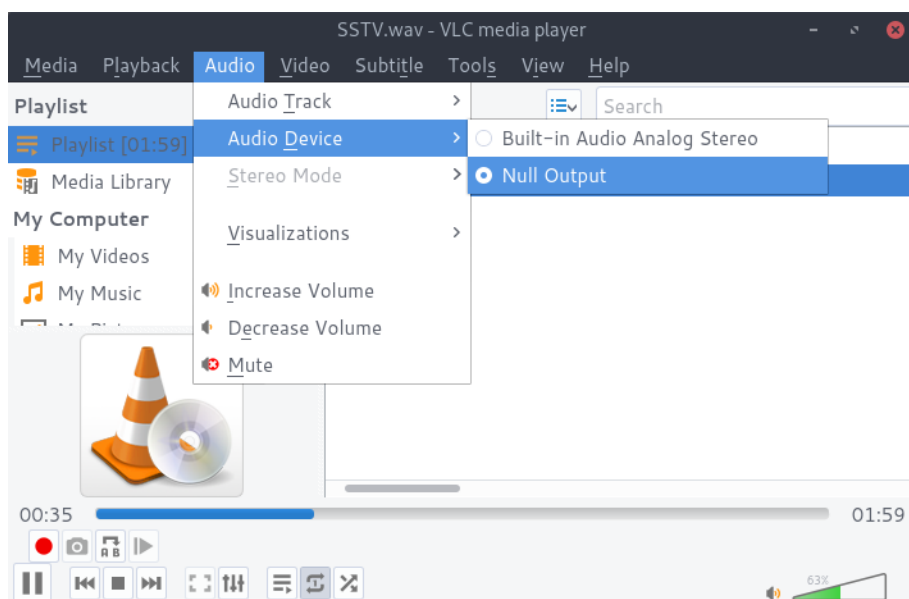 SSTV.wav - VLC media player
Media Playback Audio Video Subtitle Tools View Help
Playlist Audio Track Search
Playlist [01:59] Audio Device Built-in Audio Analog Stereo
Media Library Stereo Mode Null Output
My Computer
My Videos Visualizations
My Music Increase Volume
Decrease Volume
Mute
00:35 01:59
A B
63%